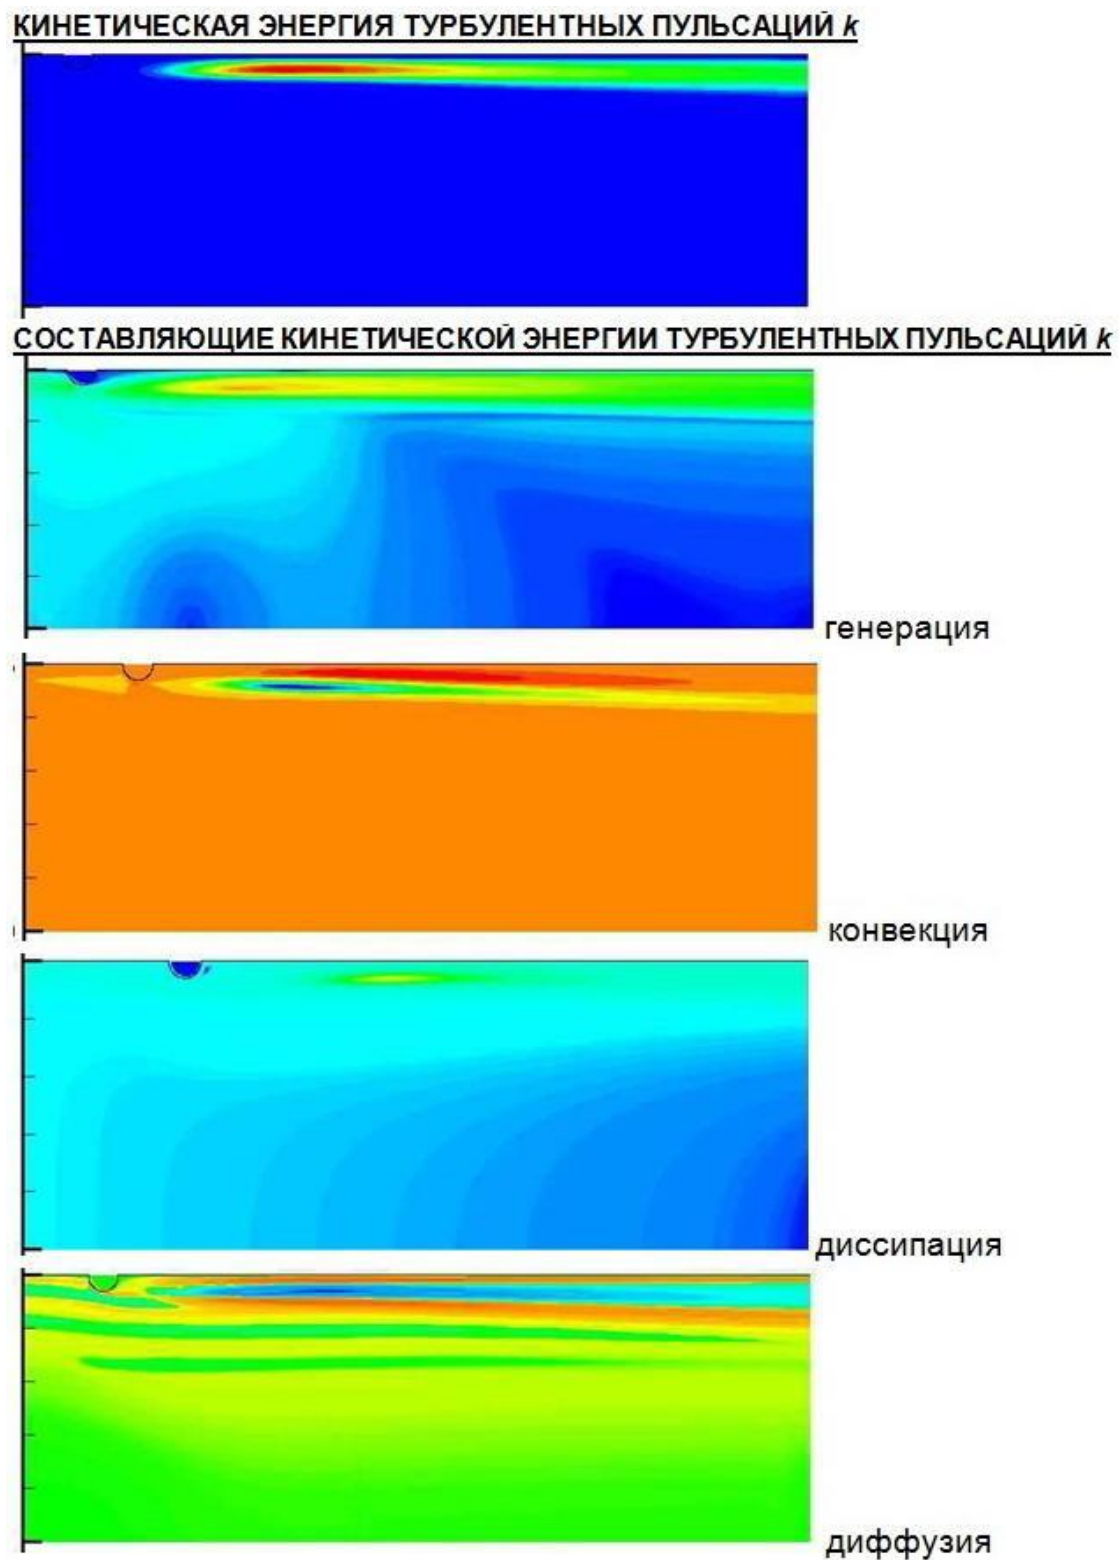 КИНЕТИЧЕСКАЯ ЭНЕРГИЯ ТУРБУЛЕНТНЫХ ПУЛЬСАЦИЙ k
СОСТАВЛЯЮЩИЕ КИНЕТИЧЕСКОЙ ЭНЕРГИИ ТУРБУЛЕНТНЫХ ПУЛЬСАЦИЙ k
генерация
конвекция
диссипация
диффузия